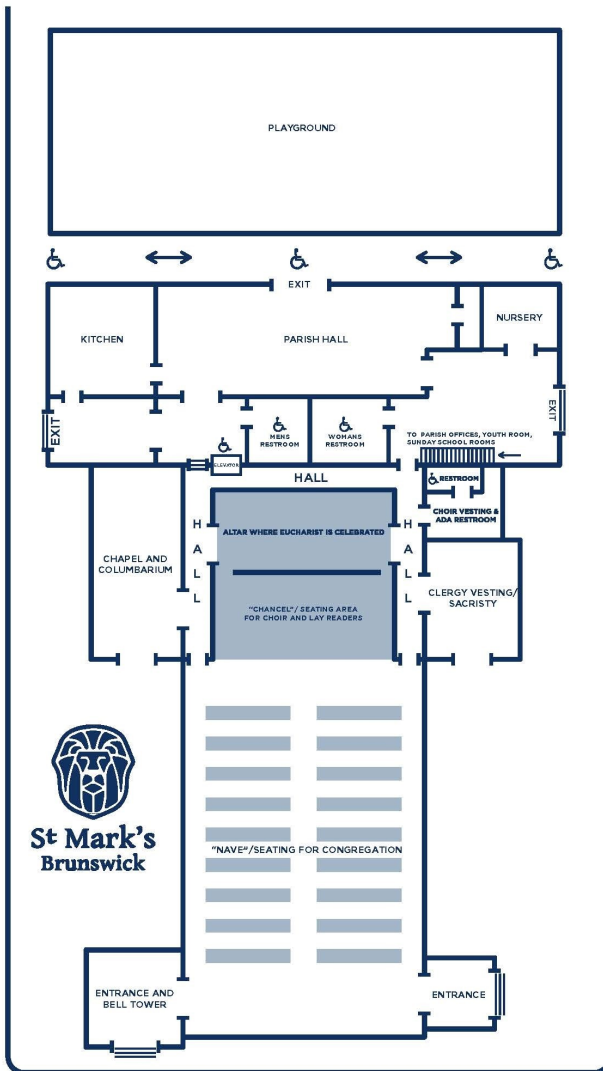 PLAYGROUND
EXIT
KITCHEN
PARISH HALL
NURSERY
EXIT
EXIT
MENS
RESTROOM
WOMANS
RESTROOM
TO PARISH OFFICES, YOUTH ROOM,
SUNDAY SCHOOL ROOMS
ELEVATOR
HALL
RESTROOM
CHOIR VESTING &
ADA RESTROOM
HALL
ALTAR WHERE EUCHARIST IS CELEBRATED
HALL
CHAPEL AND
COLUMBARIUM
"CHANCEL"/ SEATING AREA
FOR CHOIR AND LAY READERS
CLERGY VESTING/
SACRISTY
St Mark's
Brunswick
"NAVE"/SEATING FOR CONGREGATION
ENTRANCE AND
BELL TOWER
ENTRANCE